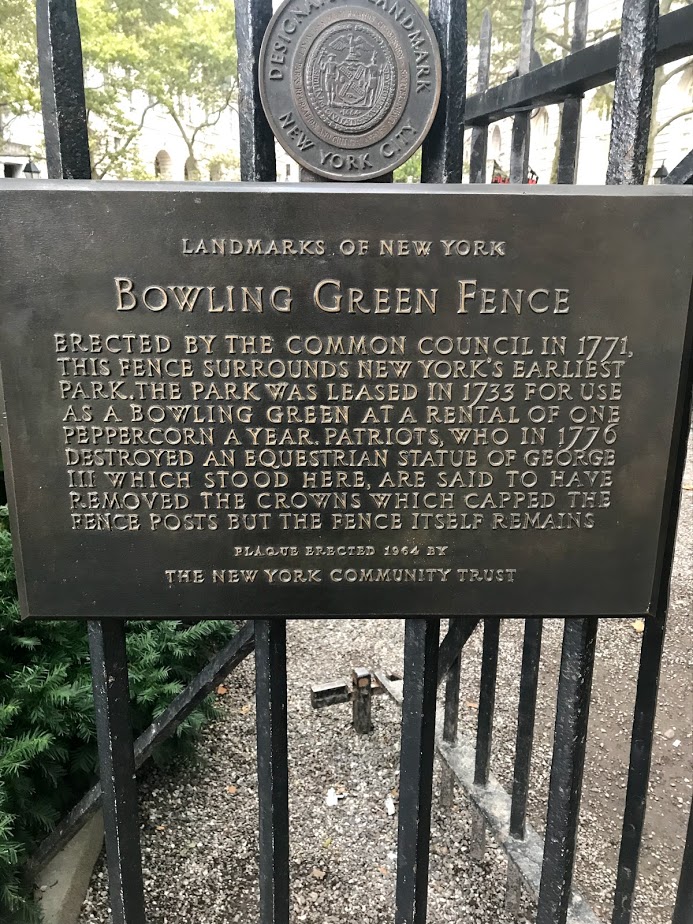 DESIGNATED LANDMARK
NEW YORK CITY
LANDMARKS OF NEW YORK
BOWLING GREEN FENCE
ERECTED BY THE COMMON COUNCIL IN 1771,
THIS FENCE SURROUNDS NEW YORK'S EARLIEST
PARK. THE PARK WAS LEASED IN 1733 FOR USE
AS A BOWLING GREEN AT A RENTAL OF ONE
PEPPERCORN A YEAR. PATRIOTS, WHO IN 1776
DESTROYED AN EQUESTRIAN STATUE OF GEORGE
III WHICH STOOD HERE, ARE SAID TO HAVE
REMOVED THE CROWNS WHICH CAPPED THE
FENCE POSTS BUT THE FENCE ITSELF REMAINS
PLAQUE ERECTED 1964 BY
THE NEW YORK COMMUNITY TRUST